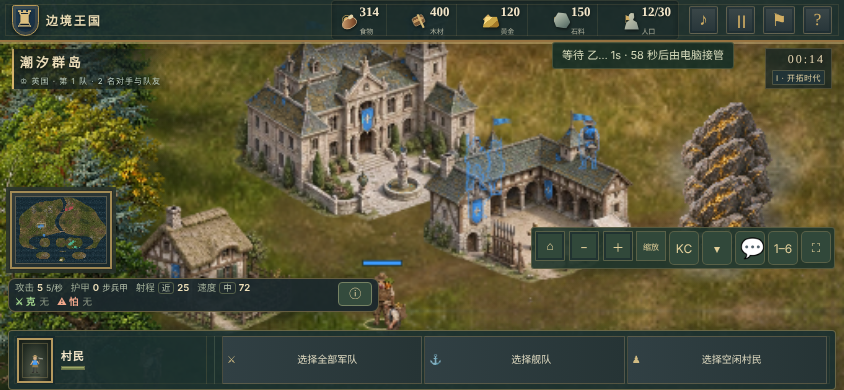 边境王国
314
食物
400
木材
120
黄金
150
石料
12/30
人口
?
潮汐群岛
英国 · 第 1 队 · 2 名对手与队友
等待 乙... 1s · 58 秒后由电脑接管
00:14
I · 开拓时代
缩放
KC
1–6
攻击 5 5/秒 护甲 0 步兵甲 射程 近 25 速度 中 72
克 无 怕 无
村民
选择全部军队
选择舰队
选择空闲村民